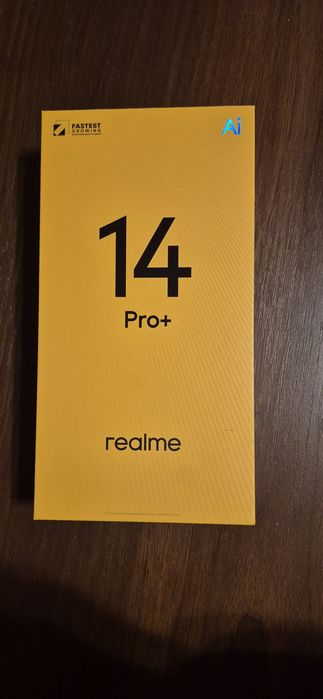 FASTEST
GROWING
Ai
14
Pro+
realme